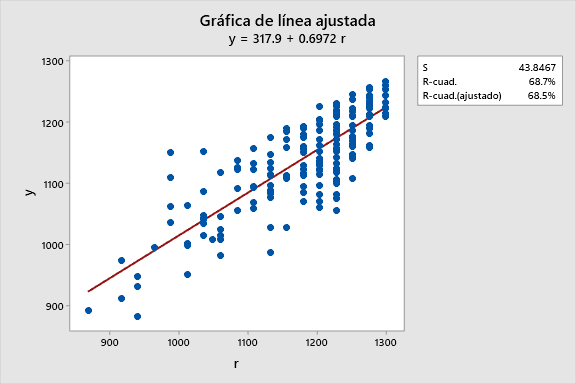 Gráfica de línea ajustada
y = 317.9 + 0.6972 r
S 43.8467
R-cuad. 68.7%
R-cuad.(ajustado) 68.5%
1300
1200
1100
1000
900
y
900 1000 1100 1200 1300
r